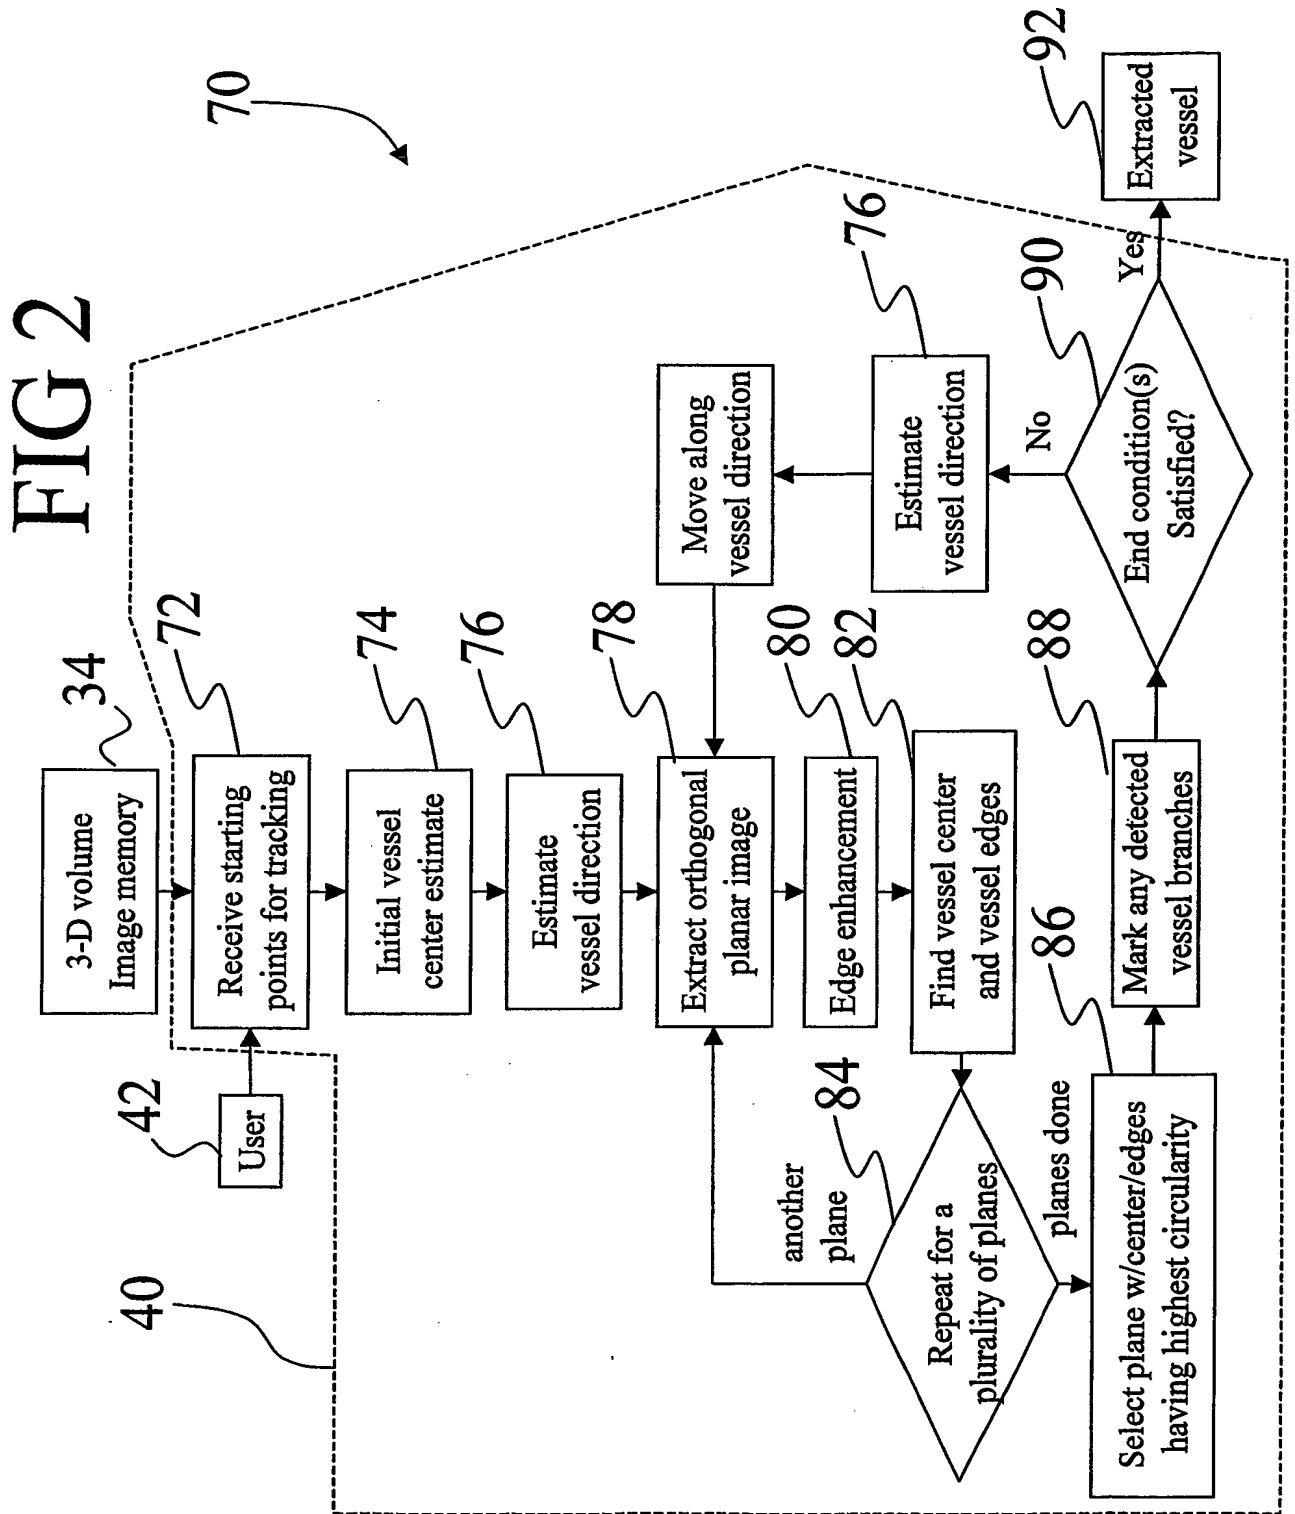 FIG 2
70
3-D volume
Image memory
34
42
User
Receive starting
points for tracking
72
40
Initial vessel
center estimate
74
Estimate
vessel direction
76
Extract orthogonal
planar image
78
Move along
vessel direction
Edge enhancement
80
Find vessel center
and vessel edges
82
another
plane
84
Repeat for a
plurality of planes
planes done
Select plane w/center/edges
having highest circularity
86
Mark any detected
vessel branches
88
Estimate
vessel direction
76
No
End condition(s)
Satisfied?
90
Yes
Extracted
vessel
92